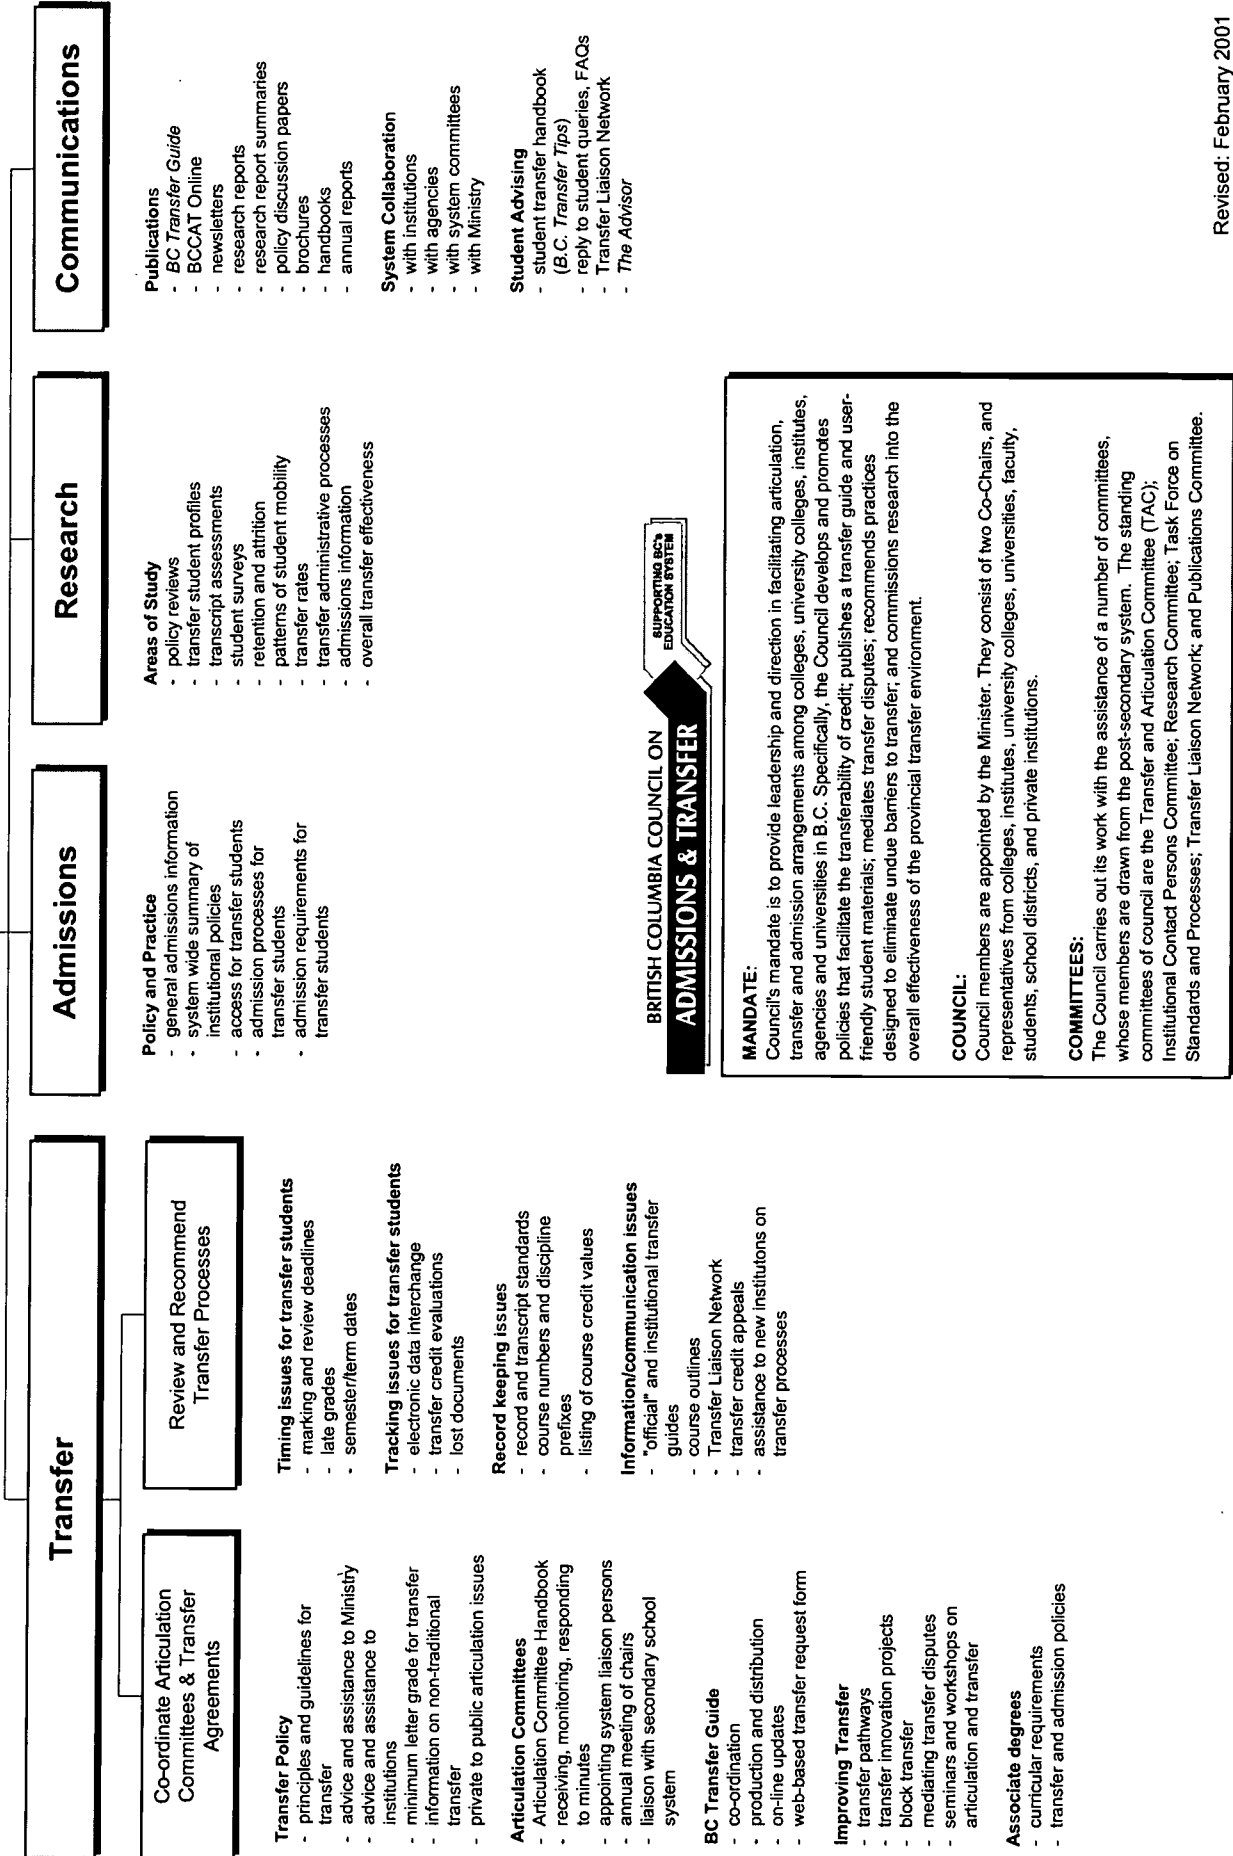 Transfer
Co-ordinate Articulation
Committees & Transfer
Agreements
Transfer Policy
- principles and guidelines for
transfer
- advice and assistance to Ministry
- advice and assistance to
institutions
- minimum letter grade for transfer
- information on non-traditional
transfer
- private to public articulation issues
Articulation Committees
- Articulation Committee Handbook
- receiving, monitoring, responding
to minutes
- appointing system liaison persons
- annual meeting of chairs
- liaison with secondary school
system
BC Transfer Guide
- co-ordination
- production and distribution
- on-line updates
- web-based transfer request form
Improving Transfer
- transfer pathways
- transfer innovation projects
- block transfer
- mediating transfer disputes
- seminars and workshops on
articulation and transfer
Associate degrees
- curricular requirements
- transfer and admission policies
Review and Recommend
Transfer Processes
Timing issues for transfer students
- marking and review deadlines
- late grades
- semester/term dates
Tracking issues for transfer students
- electronic data interchange
- transfer credit evaluations
- lost documents
Record keeping issues
- record and transcript standards
- course numbers and discipline
prefixes
- listing of course credit values
Information/communication issues
- "official" and institutional transfer
guides
- course outlines
- Transfer Liaison Network
- transfer credit appeals
- assistance to new institutons on
transfer processes
Admissions
Policy and Practice
- general admissions information
- system wide summary of
institutional policies
- access for transfer students
- admission processes for
transfer students
- admission requirements for
transfer students
Research
Areas of Study
- policy reviews
- transfer student profiles
- transcript assessments
- student surveys
- retention and attrition
- patterns of student mobility
- transfer rates
- transfer administrative processes
- admissions information
- overall transfer effectiveness
Communications
Publications
- BC Transfer Guide
- BCCAT Online
- newsletters
- research reports
- research report summaries
- policy discussion papers
- brochures
- handbooks
- annual reports
System Collaboration
- with institutions
- with agencies
- with system committees
- with Ministry
Student Advising
- student transfer handbook
(B.C. Transfer Tips)
- reply to student queries, FAQs
- Transfer Liaison Network
- The Advisor
BRITISH COLUMBIA COUNCIL ON
ADMISSIONS & TRANSFER
SUPPORTING BC's
EDUCATION SYSTEM
MANDATE:
Council's mandate is to provide leadership and direction in facilitating articulation,
transfer and admission arrangements among colleges, university colleges, institutes,
agencies and universities in B.C. Specifically, the Council develops and promotes
policies that facilitate the transferability of credit; publishes a transfer guide and user-
friendly student materials; mediates transfer disputes; recommends practices
designed to eliminate undue barriers to transfer; and commissions research into the
overall effectiveness of the provincial transfer environment.
COUNCIL:
Council members are appointed by the Minister. They consist of two Co-Chairs, and
representatives from colleges, institutes, university colleges, universities, faculty,
students, school districts, and private institutions.
COMMITTEES:
The Council carries out its work with the assistance of a number of committees,
whose members are drawn from the post-secondary system. The standing
committees of council are the Transfer and Articulation Committee (TAC);
Institutional Contact Persons Committee; Research Committee; Task Force on
Standards and Processes; Transfer Liaison Network; and Publications Committee.
Revised: February 2001